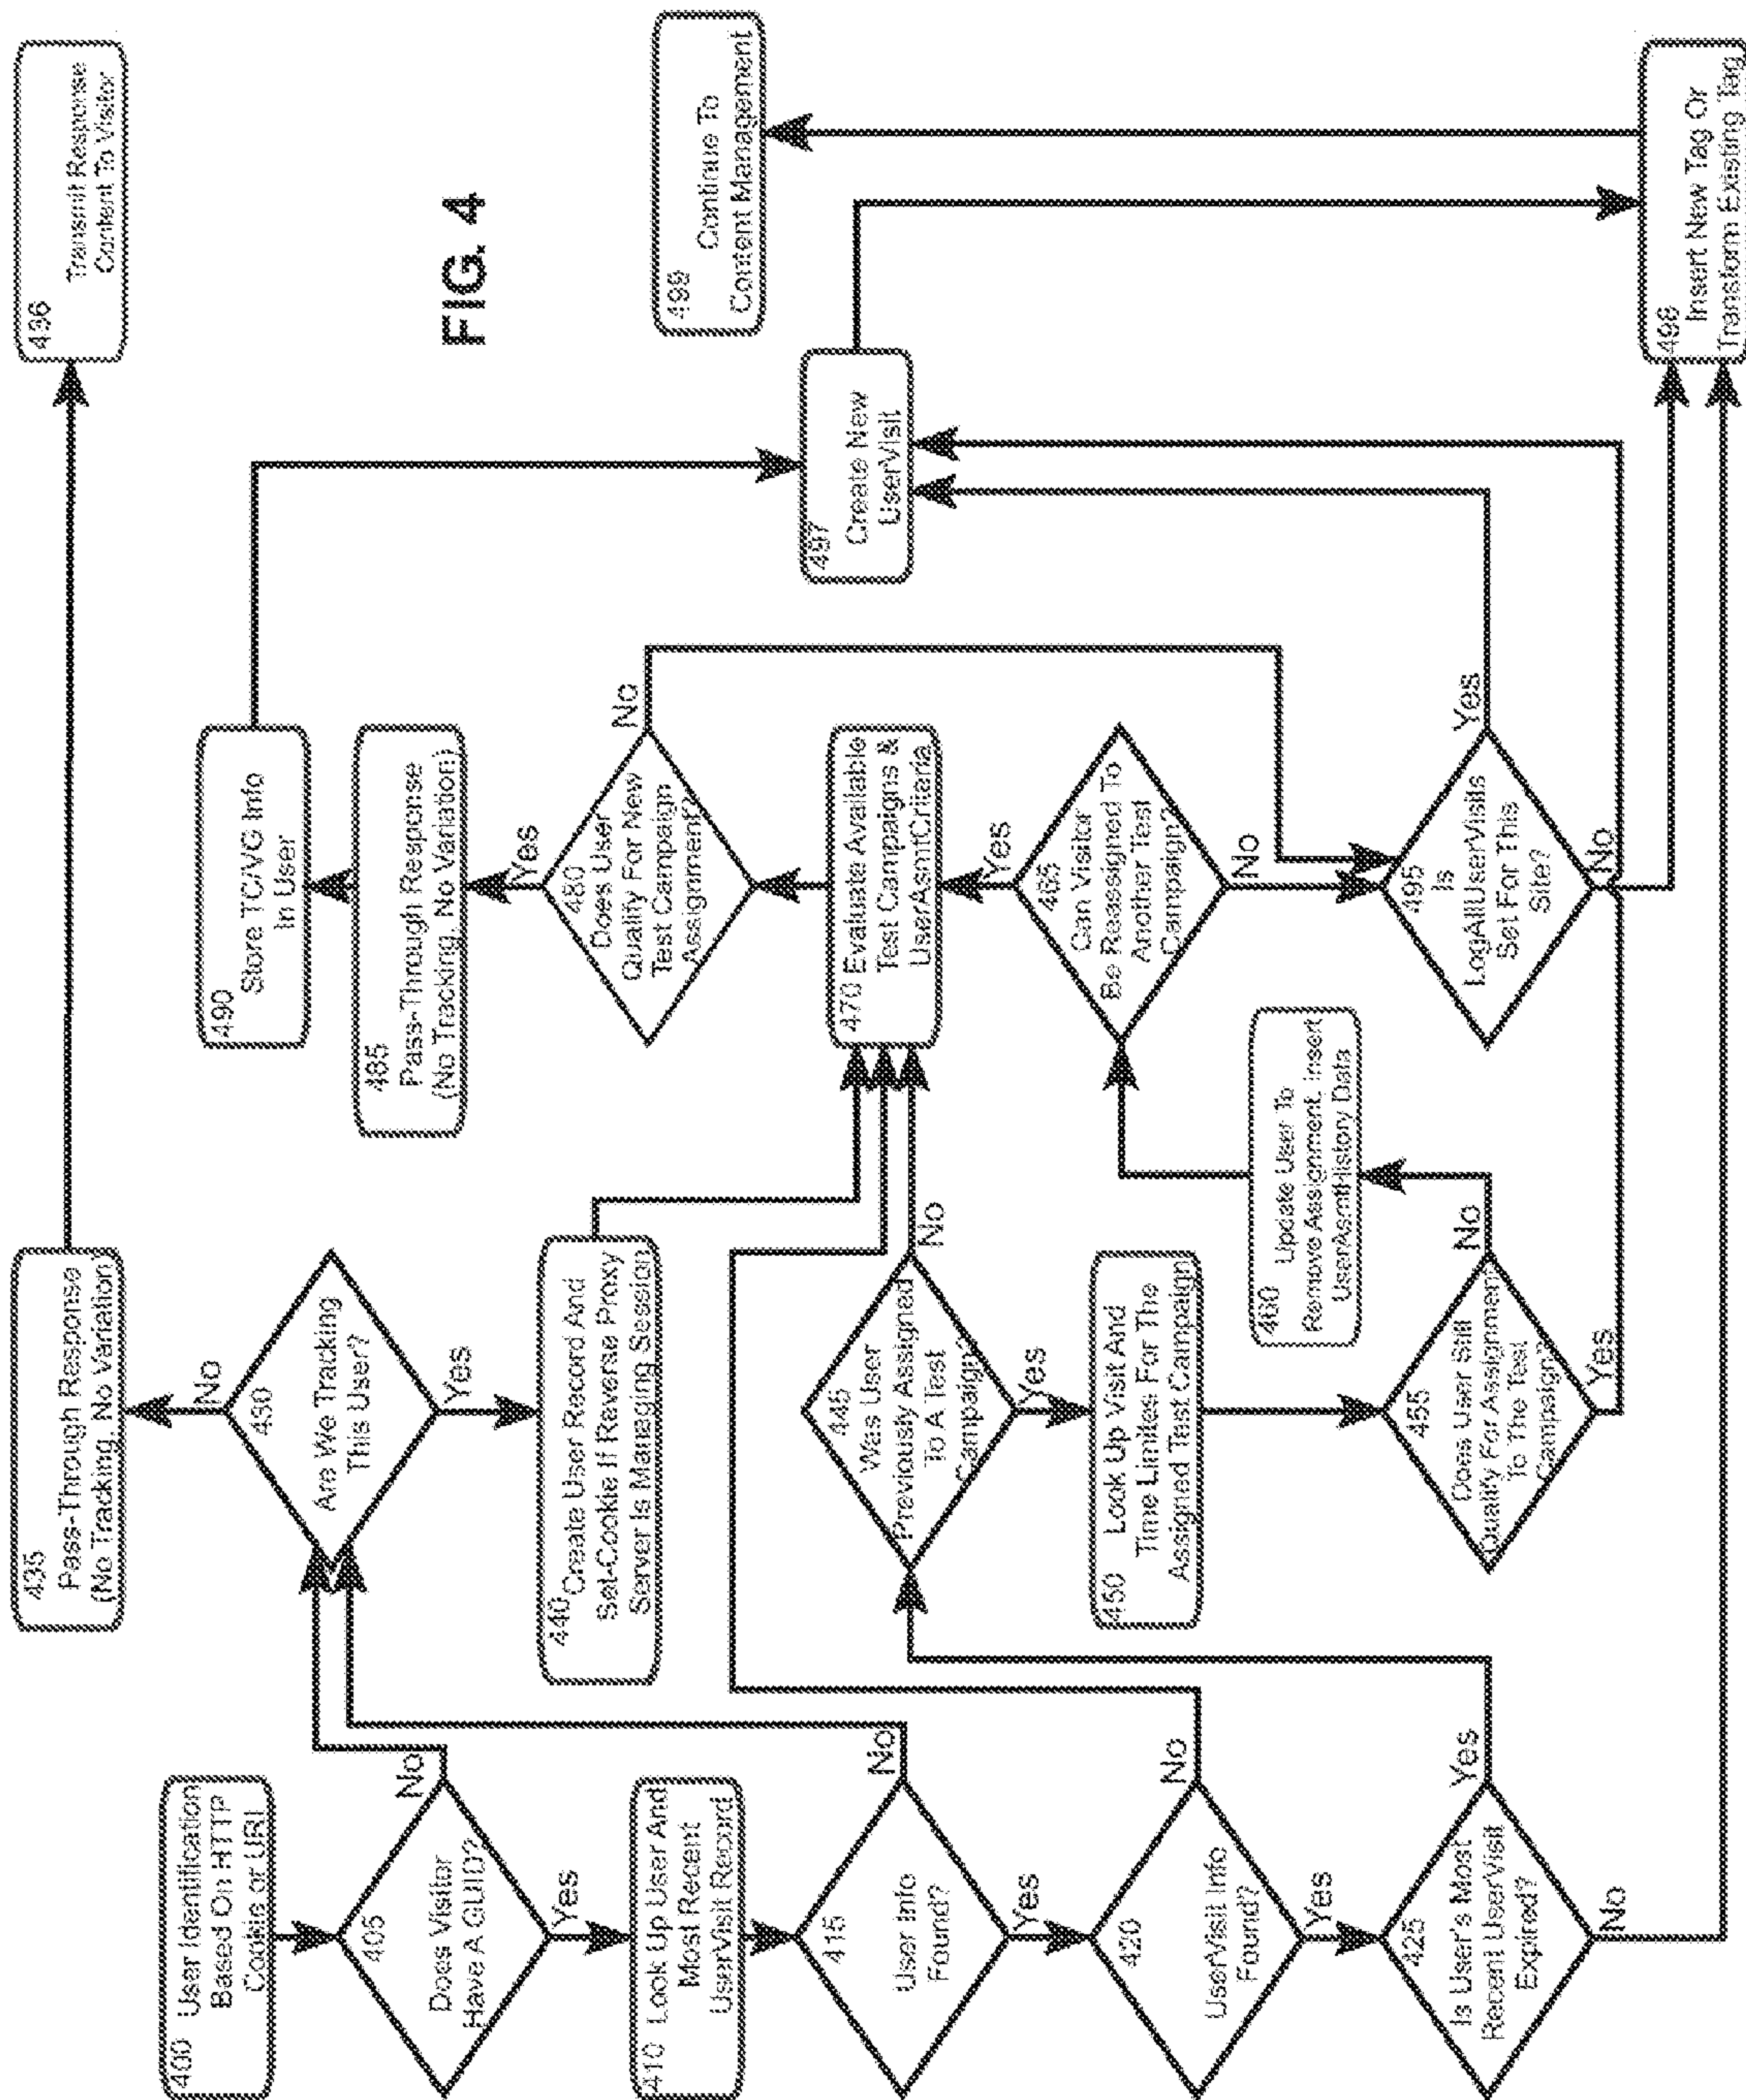 FIG. 4
400 User Identification
Based On HTTP
Cookie or URI
405
Does Visitor
Have A GUID?
No
Yes
410 Look Up User And
Most Recent
UserVisit Record
415
User Info
Found?
No
Yes
420
UserVisit Info
Found?
No
Yes
425
Is User's Most
Recent UserVisit
Expired?
Yes
No
435
Pass-Through Response
(No Tracking, No Variation)
No
430
Are We Tracking
This User?
Yes
440 Create User Record And
Set-Cookie If Reverse Proxy
Server Is Managing Session
445
Was User
Previously Assigned
To A Test
Campaign?
No
Yes
450 Look Up Visit And
Time Limites For The
Assigned Test Campaign
455
Does User Still
Qualify For Assignment
To The Test
Campaign?
No
Yes
460
Update User To
Remove Assignment. Insert
UserAsmtHistory Data
490
Store TC/VG Info
In User
485
Pass-Through Response
(No Tracking, No Variation)
Yes
480
Does User
Qualify For New
Test Campaign
Assignment?
No
470 Evaluate Available
Test Campaigns &
UserAsmtCriteria
Yes
465
Can Visitor
Be Reassigned To
Another Test
Campaign?
No
495
Is
LogAllUserVisits
Set For This
Site?
Yes
No
497
Create New
UserVisit
436
Transmit Response
Content To Visitor
499
Continue To
Content Management
498
Insert New Tag Or
Transform Existing Tag